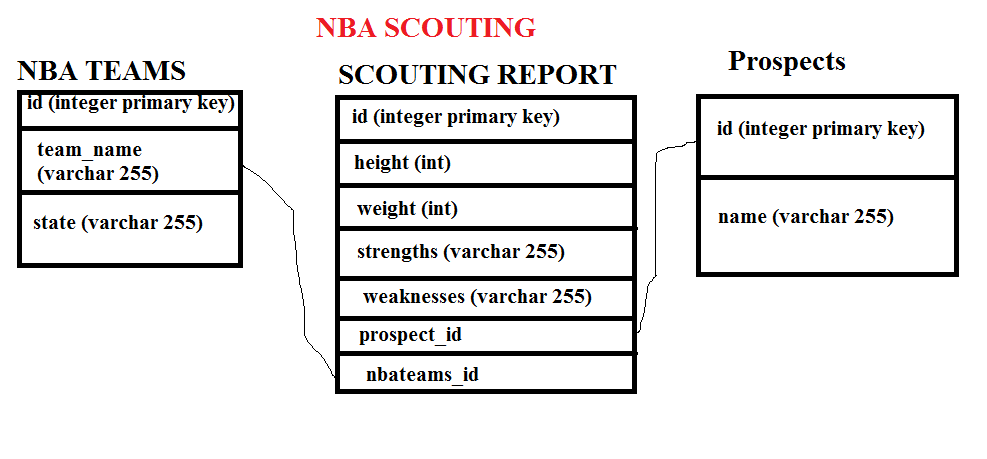 NBA SCOUTING
NBA TEAMS
id (integer primary key)
team_name
(varchar 255)
state (varchar 255)
SCOUTING REPORT
id (integer primary key)
height (int)
weight (int)
strengths (varchar 255)
weaknesses (varchar 255)
prospect_id
nbateams_id
Prospects
id (integer primary key)
name (varchar 255)